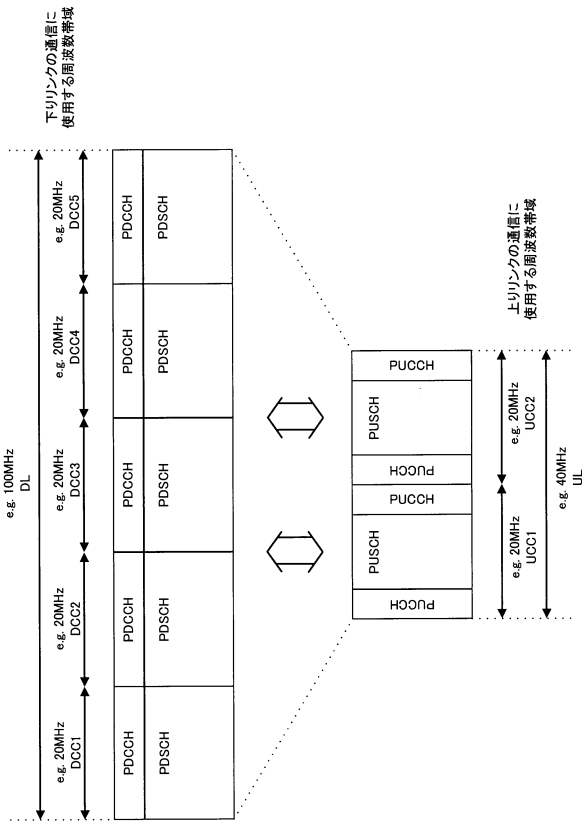 下りリンクの通信に
使用する周波数帯域
e.g. 100MHz
DL
e.g. 20MHz
DCC1
e.g. 20MHz
DCC2
e.g. 20MHz
DCC3
e.g. 20MHz
DCC4
e.g. 20MHz
DCC5
PDCCH
PDCCH
PDCCH
PDCCH
PDCCH
PDSCH
PDSCH
PDSCH
PDSCH
PDSCH
PUCCH
PUSCH
PUCCH
PUCCH
PUSCH
PUCCH
e.g. 20MHz
UCC1
e.g. 20MHz
UCC2
e.g. 40MHz
UL
上りリンクの通信に
使用する周波数帯域